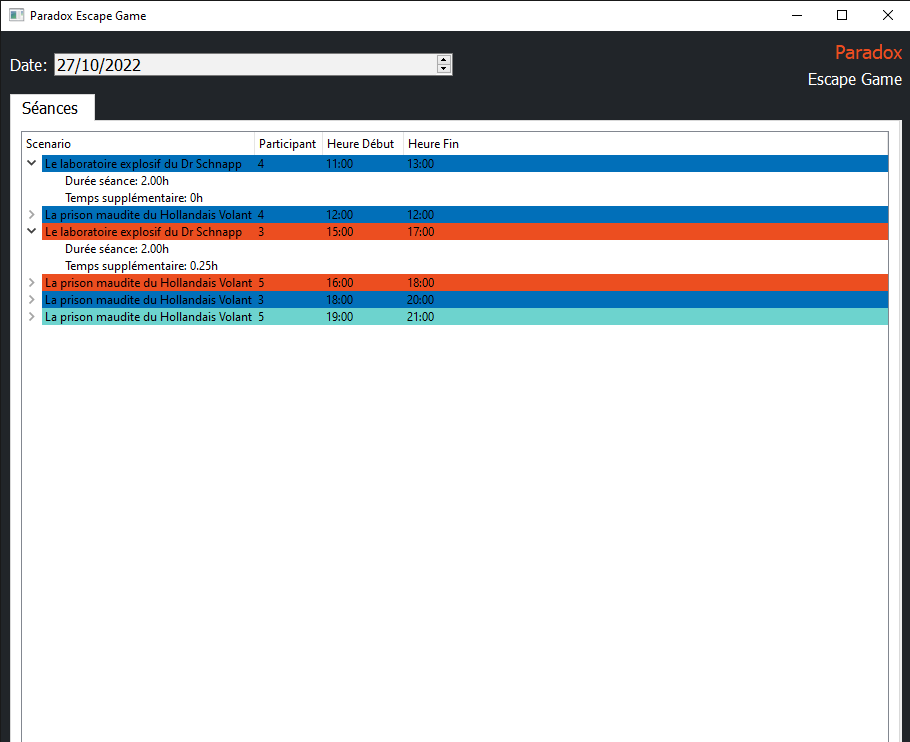 Paradox Escape Game
Paradox
Date: 27/10/2022
Escape Game
Séances
Scenario Participant Heure Début Heure Fin
Le laboratoire explosif du Dr Schnapp 4 11:00 13:00
Durée séance: 2.00h
Temps supplémentaire: 0h
La prison maudite du Hollandais Volant 4 12:00 12:00
Le laboratoire explosif du Dr Schnapp 3 15:00 17:00
Durée séance: 2.00h
Temps supplémentaire: 0.25h
La prison maudite du Hollandais Volant 5 16:00 18:00
La prison maudite du Hollandais Volant 3 18:00 20:00
La prison maudite du Hollandais Volant 5 19:00 21:00